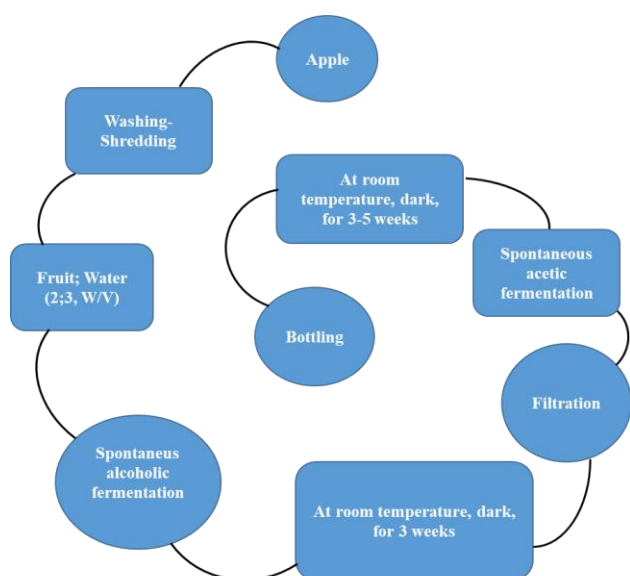 Apple
Washing-
Shredding
Fruit; Water
(2;3, W/V)
Spontaneus
alcoholic
fermentation
At room temperature, dark,
for 3 weeks
Filtration
Spontaneous
acetic
fermentation
At room
temperature, dark,
for 3-5 weeks
Bottling